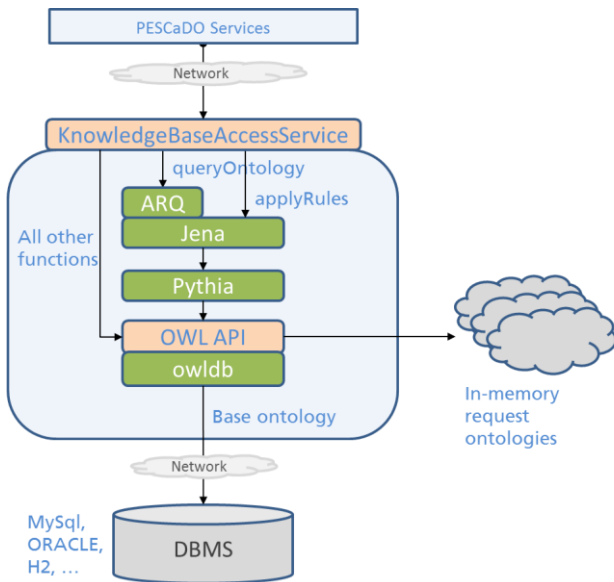 PESCaDO Services
Network
KnowledgeBaseAccessService
queryOntology
ARQ
applyRules
Jena
All other
functions
Pythia
OWL API
owldb
In-memory
request
ontologies
Base ontology
Network
MySql,
ORACLE,
H2, ...
DBMS